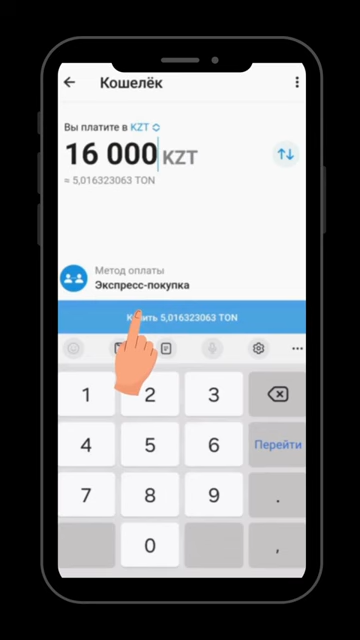 Кошелёк
Вы платите в KZT
16 000 KZT
≈ 5,016323063 TON
Метод оплаты
Экспресс-покупка
5,016323063 TON
1 2 3
4 5 6 Перейти
7 8 9 .
0 ,